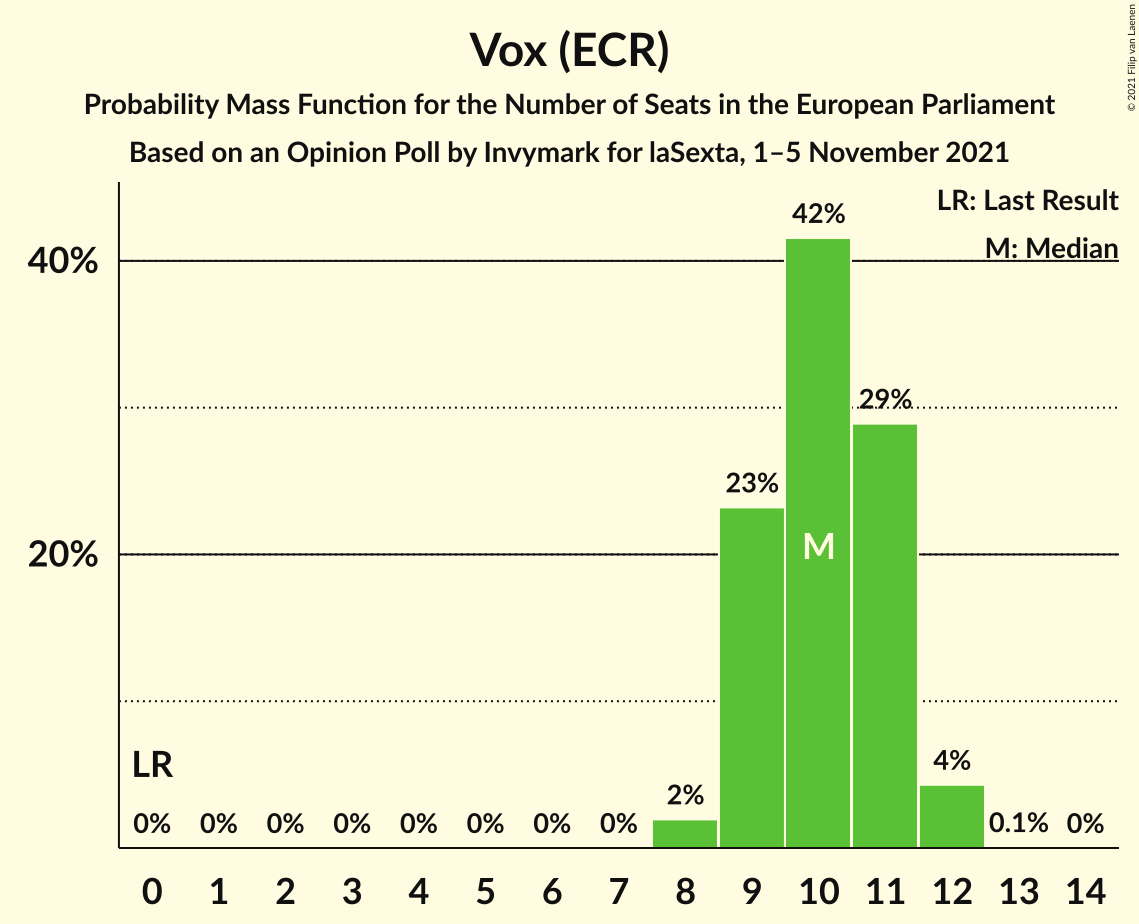 Vox (ECR)
Probability Mass Function for the Number of Seats in the European Parliament
Based on an Opinion Poll by Invymark for laSexta, 1–5 November 2021
© 2021 Filip van Laenen
LR: Last Result
M: Median
42%
40%
29%
23%
M
20%
LR
4%
2%
0% 0% 0% 0% 0% 0% 0% 0% 0.1% 0%
0 1 2 3 4 5 6 7 8 9 10 11 12 13 14